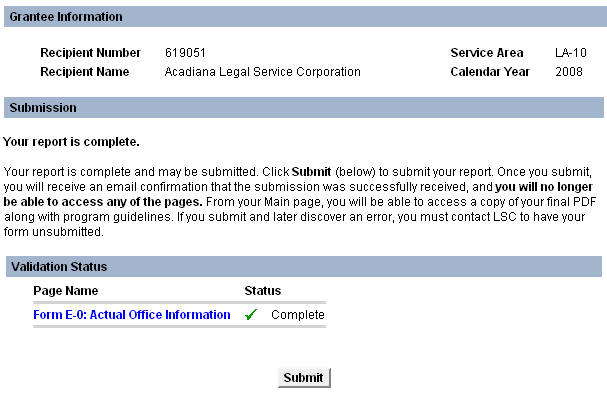 Grantee Information
Recipient Number 619051 Service Area LA-10
Recipient Name Acadiana Legal Service Corporation Calendar Year 2008
Submission
Your report is complete.
Your report is complete and may be submitted. Click Submit (below) to submit your report. Once you submit,
you will receive an email confirmation that the submission was successfully received, and you will no longer
be able to access any of the pages. From your Main page, you will be able to access a copy of your final PDF
along with program guidelines. If you submit and later discover an error, you must contact LSC to have your
form unsubmitted.
Validation Status
Page Name Status
Form E-0: Actual Office Information Complete
Submit